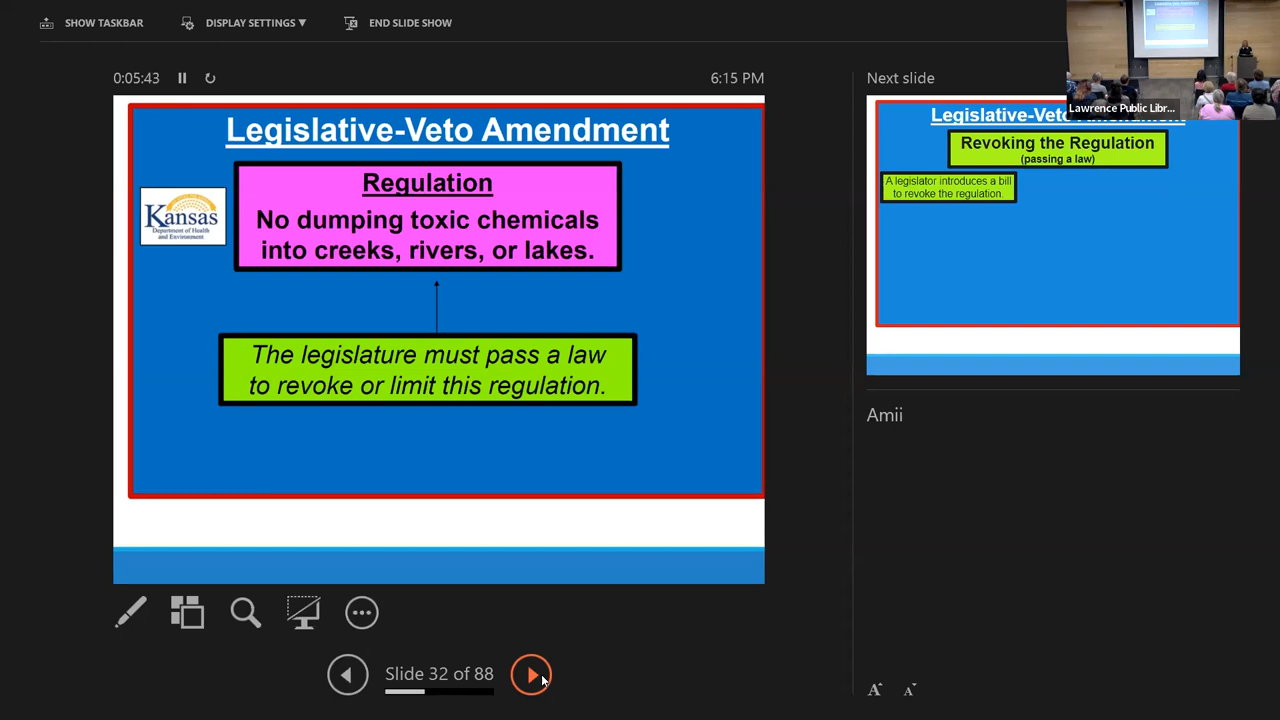 SHOW TASKBAR
DISPLAY SETTINGS ▼
END SLIDE SHOW
0:05:43
6:15 PM
Legislative-Veto Amendment
Regulation
No dumping toxic chemicals
into creeks, rivers, or lakes.
Kansas
Department of Health
and Environment
The legislature must pass a law
to revoke or limit this regulation.
Slide 32 of 88
Next slide
Lawrence Public Libr...
Legislative-Veto Amendment
Revoking the Regulation
(passing a law)
A legislator introduces a bill
to revoke the regulation.
Amii
A A